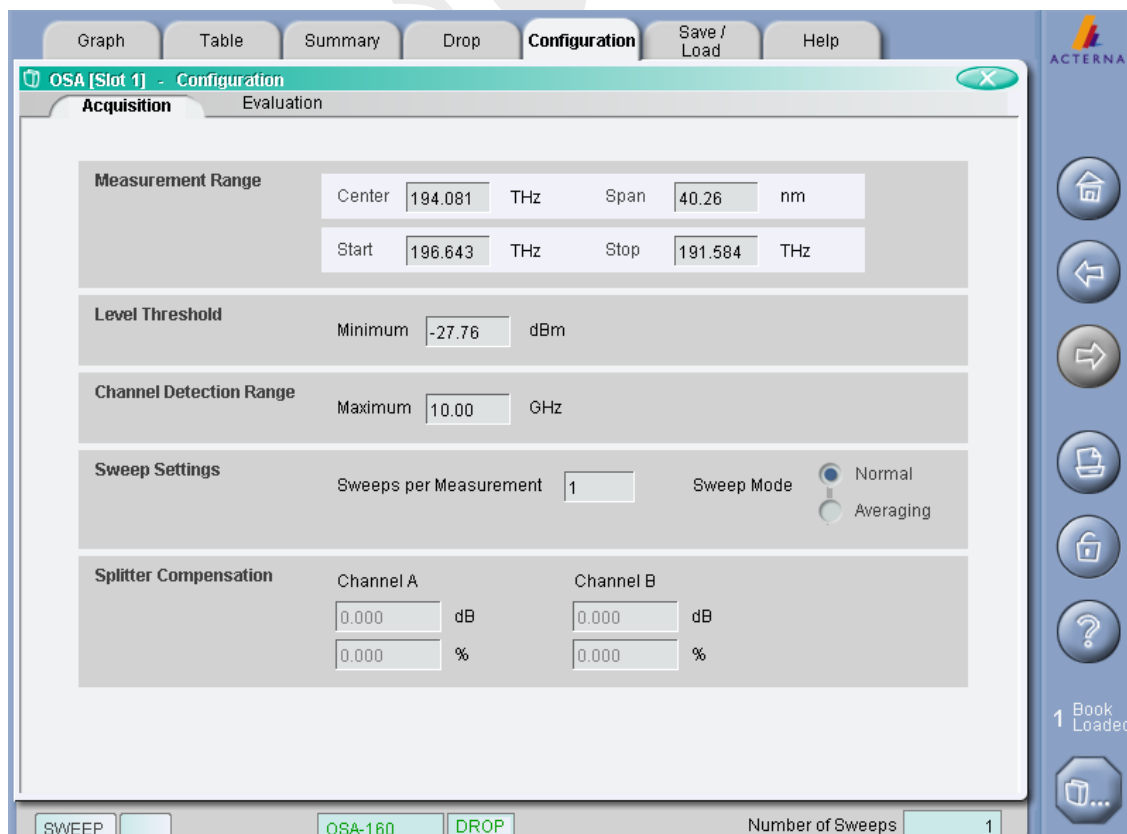 Graph Table Summary Drop Configuration Save / Load Help
ACTERNA
OSA [Slot 1] - Configuration
Acquisition Evaluation
Measurement Range
Center 194.081 THz Span 40.26 nm
Start 196.643 THz Stop 191.584 THz
Level Threshold
Minimum -27.76 dBm
Channel Detection Range
Maximum 10.00 GHz
Sweep Settings
Sweeps per Measurement 1 Sweep Mode Normal
Averaging
Splitter Compensation
Channel A Channel B
0.000 dB 0.000 dB
0.000 % 0.000 %
1 Book Loaded
SWEEP OSA-160 DROP Number of Sweeps 1